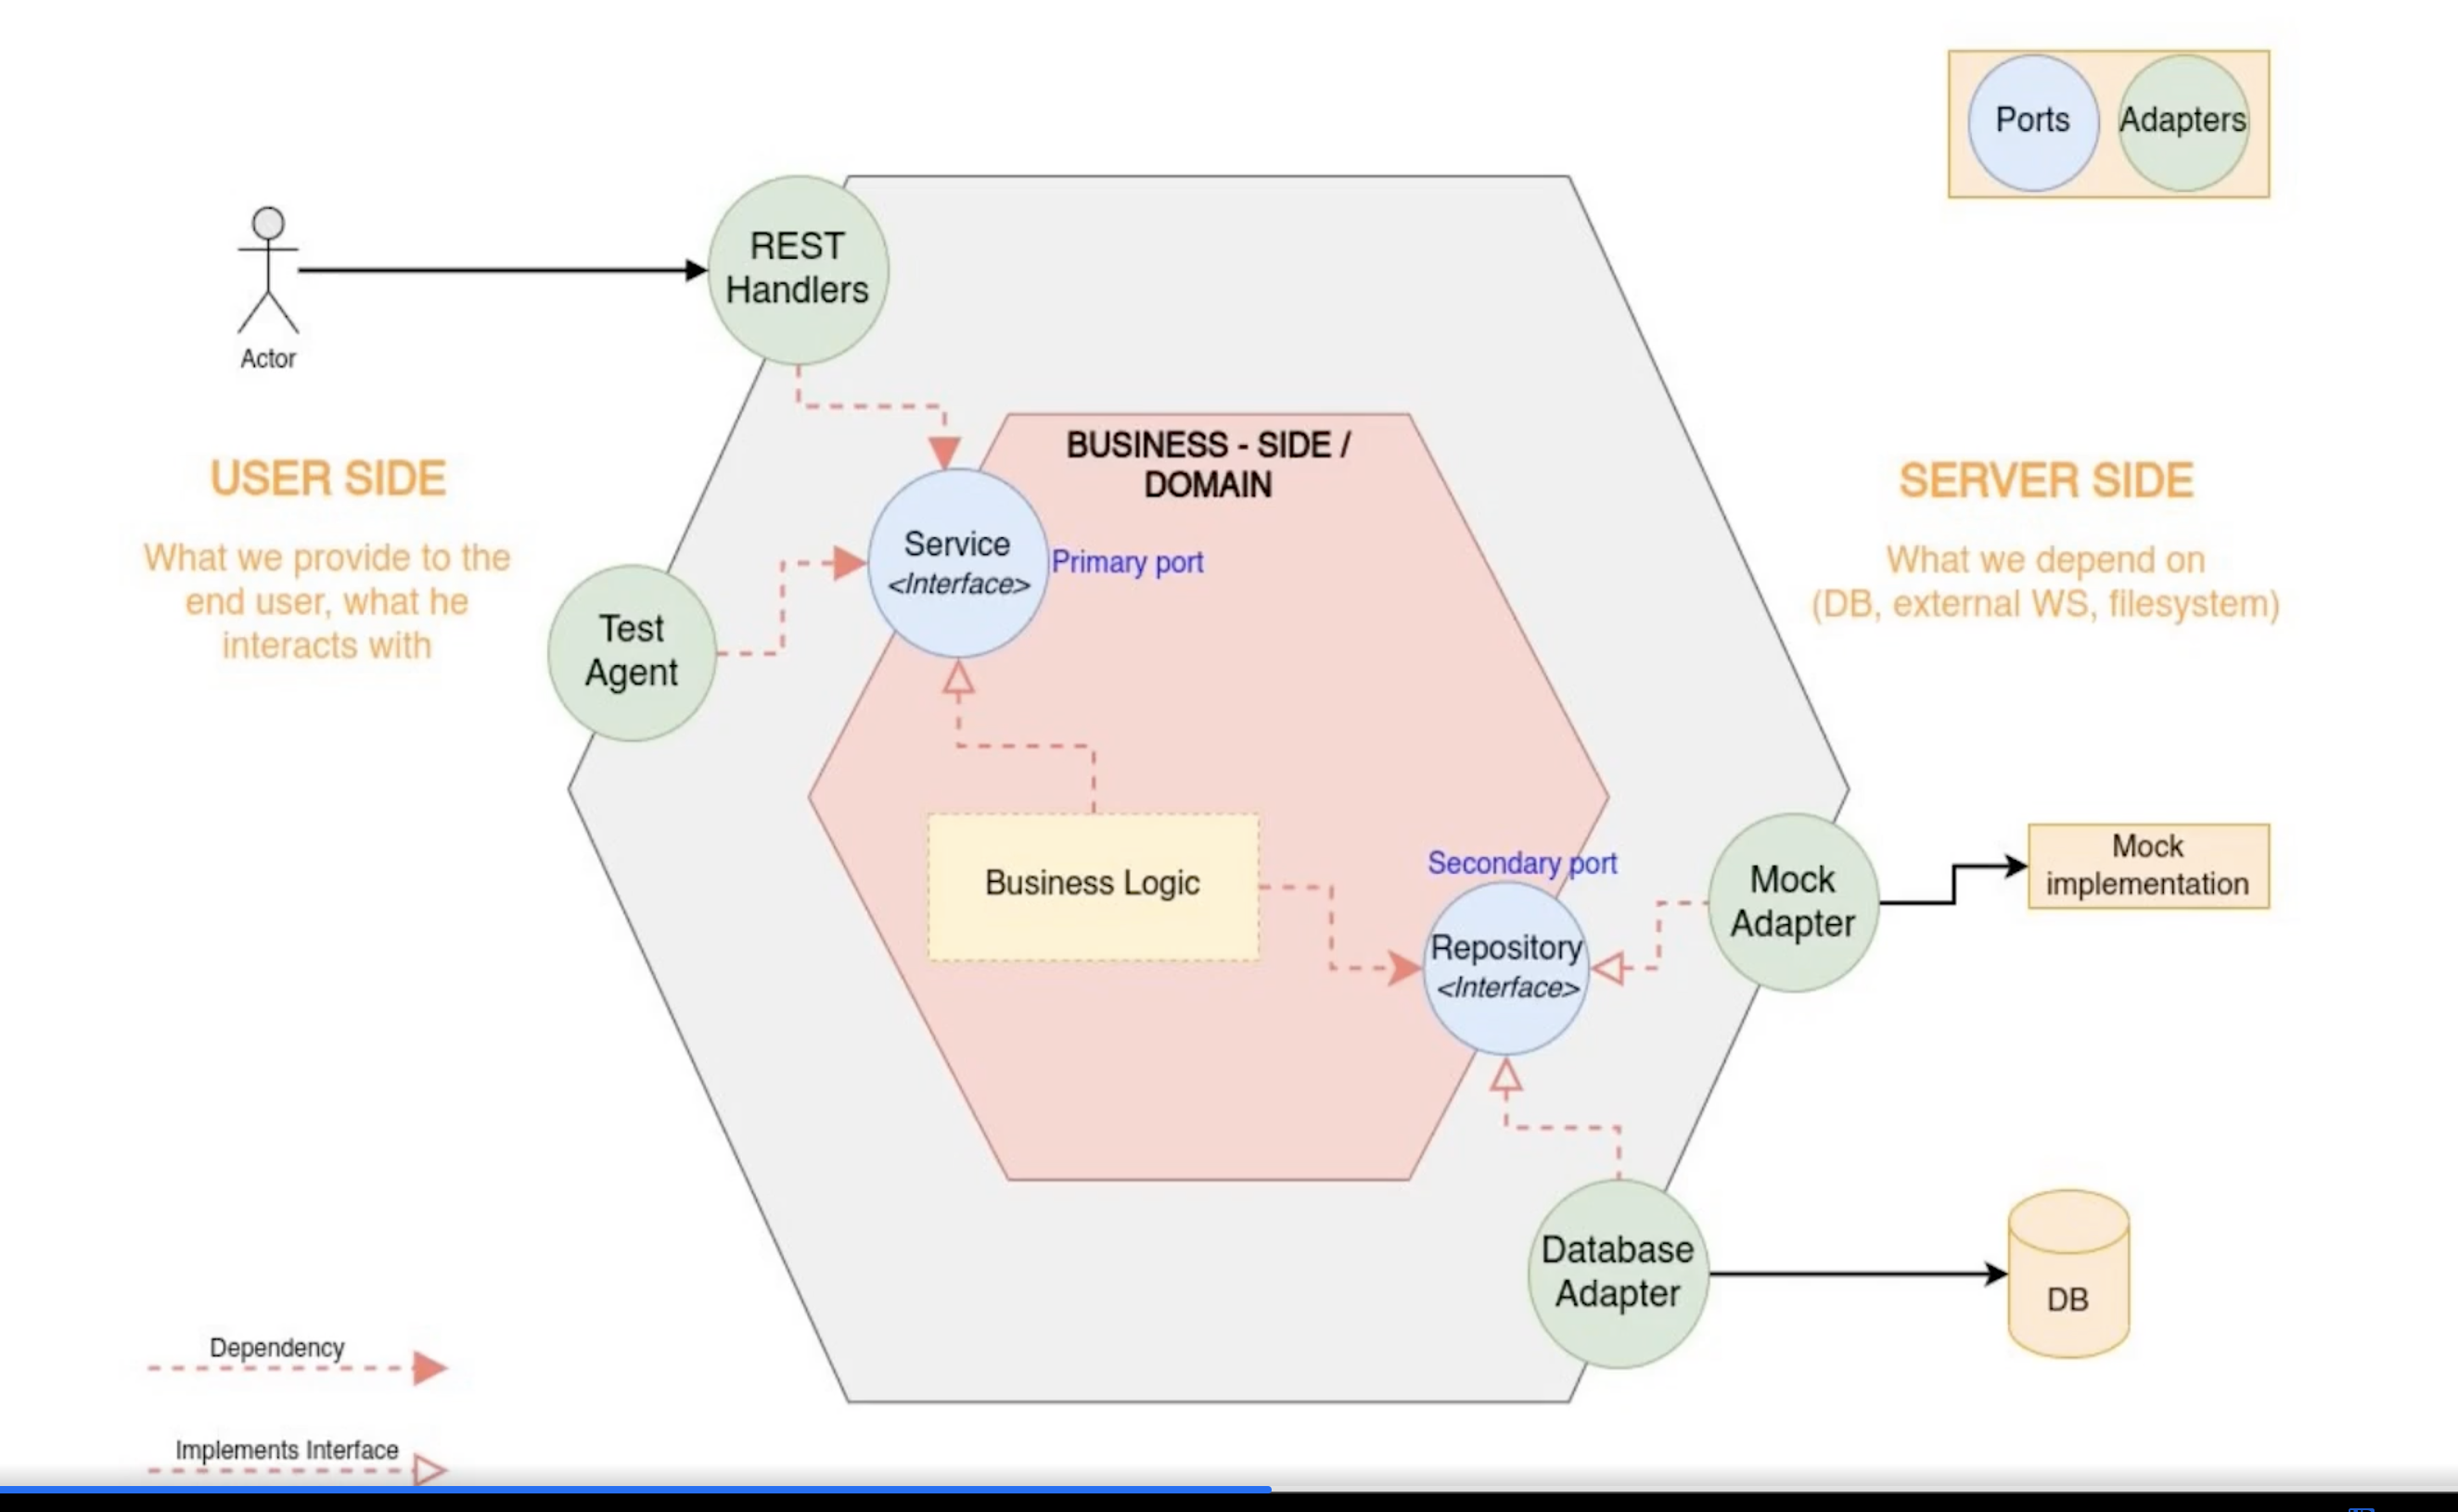 Ports
Adapters
REST
Handlers
Actor
BUSINESS - SIDE /
DOMAIN
USER SIDE
What we provide to the
end user, what he
interacts with
SERVER SIDE
What we depend on
(DB, external WS, filesystem)
Service
<Interface>
Primary port
Test
Agent
Business Logic
Secondary port
Repository
<Interface>
Mock
Adapter
Mock
implementation
Database
Adapter
DB
Dependency
Implements Interface